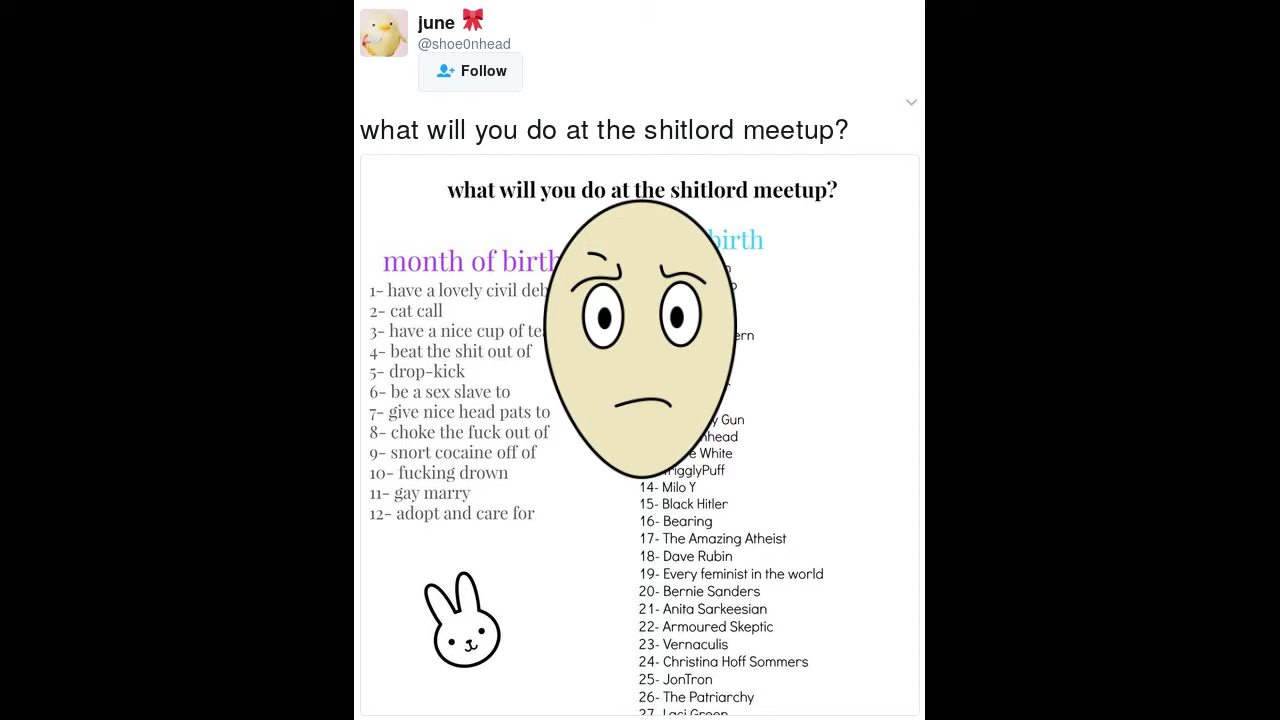 june
@shoe0nhead
Follow
what will you do at the shitlord meetup?
what will you do at the shitlord meetup?
month of birth
1- have a lovely civil
2- cat call
3- have a nice cup of
4- beat the shit out of
5- drop-kick
6- be a sex slave to
7- give nice head pats to
8- choke the fuck out of
9- snort cocaine off of
10- fucking drown
11- gay marry
12- adopt and care for
birth
Gun
White
14- Milo Y
15- Black Hitler
16- Bearing
17- The Amazing Atheist
18- Dave Rubin
19- Every feminist in the world
20- Bernie Sanders
21- Anita Sarkeesian
22- Armoured Skeptic
23- Vernaculis
24- Christina Hoff Sommers
25- JonTron
26- The Patriarchy
27- Laci Green